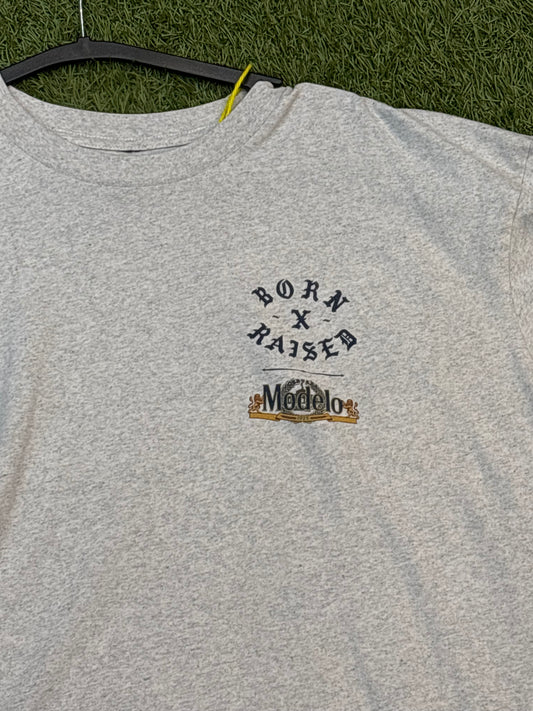 BORN
- X -
RAISED
Modelo